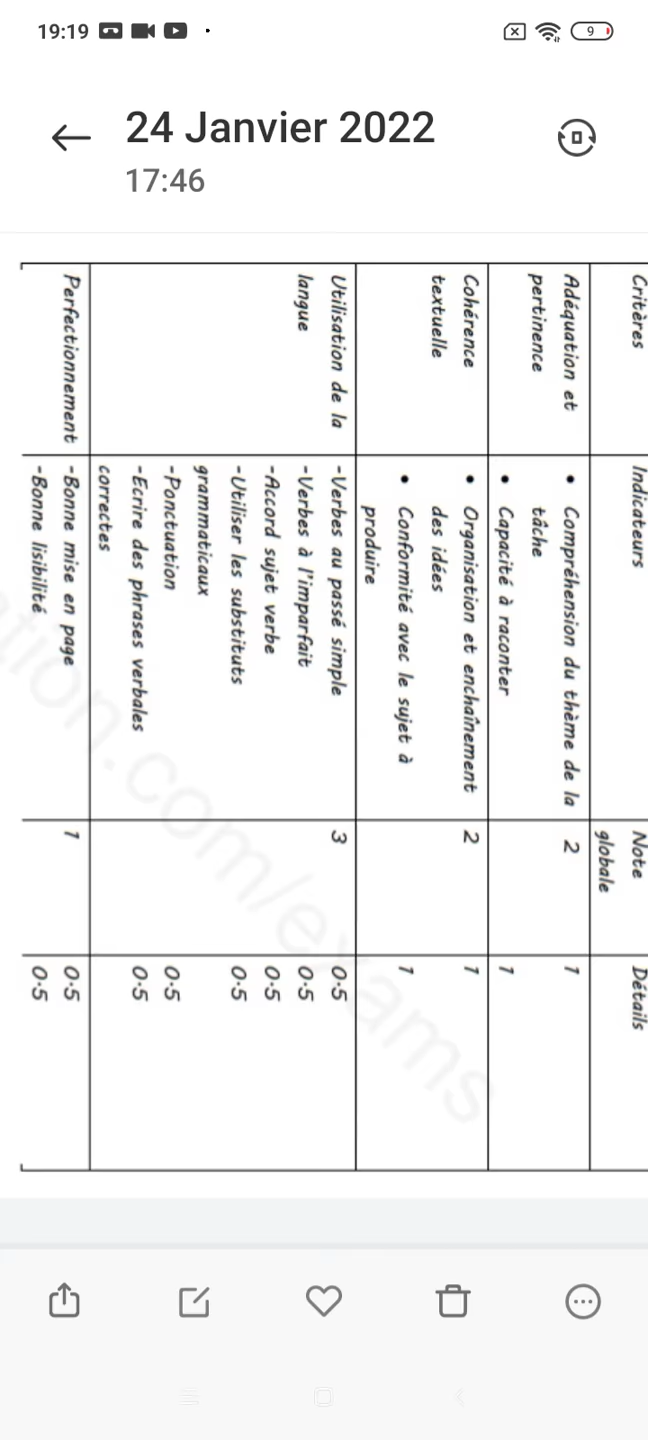 19:19
9
24 Janvier 2022
17:46
Critères
Indicateurs
Note
globale
Détails
Adéquation et
pertinence
• Compréhension du thème de la
tâche
• Capacité à raconter
2
1
1
Cohérence
textuelle
• Organisation et enchaînement
des idées
• Conformité avec le sujet à
produire
2
1
1
Utilisation de la
langue
-Verbes au passé simple
-Verbes à l'imparfait
-Accord sujet verbe
-Utiliser les substituts
grammaticaux
-Ponctuation
-Ecrire des phrases verbales
correctes
3
0.5
0.5
0.5
0.5
0.5
0.5
Perfectionnement
-Bonne mise en page
-Bonne lisibilité
1
0.5
0.5
ation.com/exams